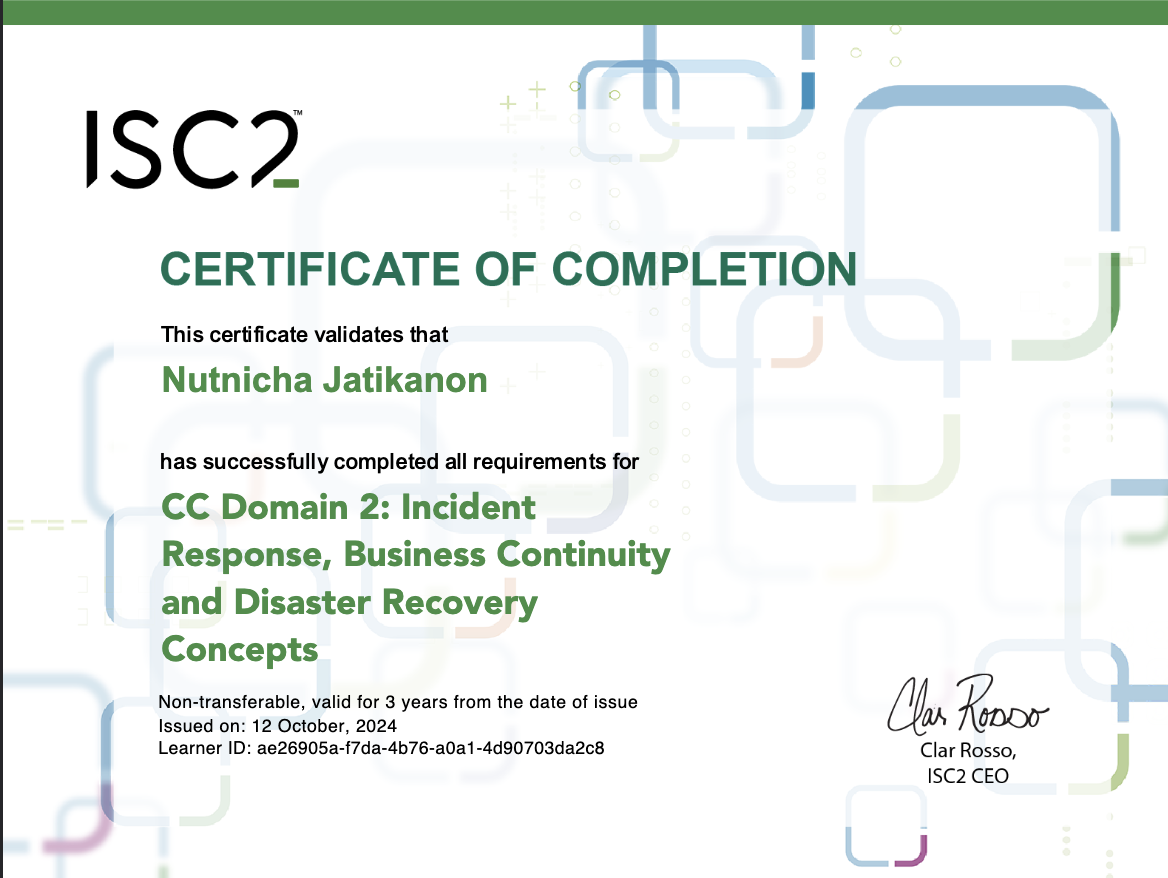 ISC2™
CERTIFICATE OF COMPLETION
This certificate validates that
Nutnicha Jatikanon
has successfully completed all requirements for
CC Domain 2: Incident
Response, Business Continuity
and Disaster Recovery
Concepts
Non-transferable, valid for 3 years from the date of issue
Issued on: 12 October, 2024
Learner ID: ae26905a-f7da-4b76-a0a1-4d90703da2c8
Clar Rosso
Clar Rosso,
ISC2 CEO